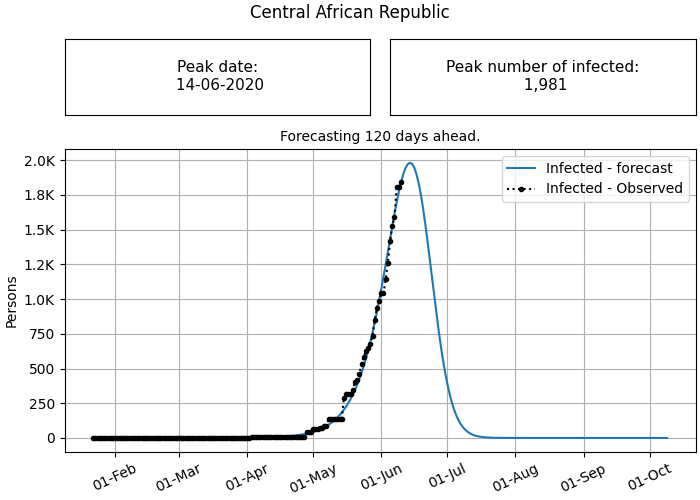 Central African Republic
Peak date:
14-06-2020
Peak number of infected:
1,981
Forecasting 120 days ahead.
Infected - forecast
Infected - Observed
Persons
2.0K
1.8K
1.5K
1.2K
1.0K
750
500
250
0
01-Feb
01-Mar
01-Apr
01-May
01-Jun
01-Jul
01-Aug
01-Sep
01-Oct